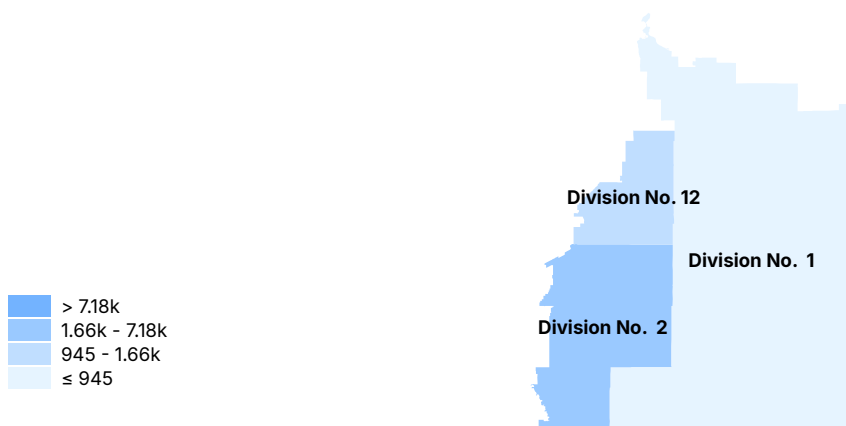 Division No. 12
Division No.  1
Division No.  2
> 7.18k
1.66k - 7.18k
945 - 1.66k
≤ 945